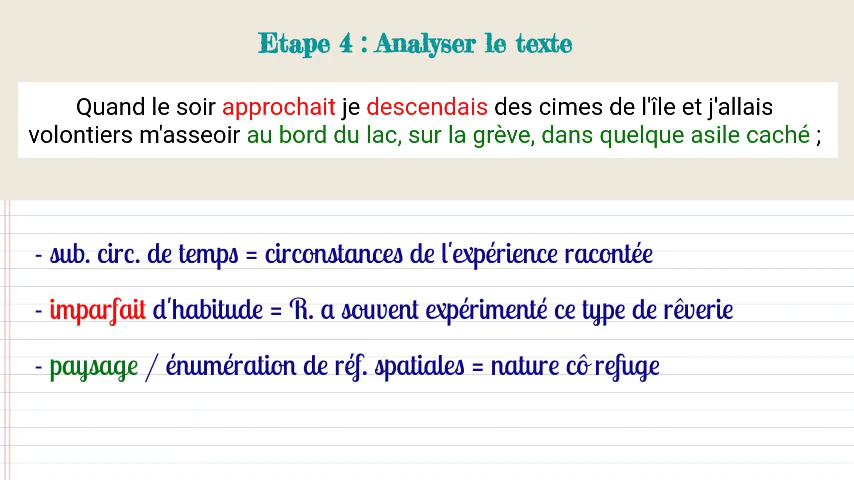 Etape 4 : Analyser le texte
Quand le soir approchait je descendais des cimes de l'île et j'allais
volontiers m'asseoir au bord du lac, sur la grève, dans quelque asile caché ;
- sub. circ. de temps = circonstances de l'expérience racontée
- imparfait d'habitude = R. a souvent expérimenté ce type de rêverie
- paysage / énumération de réf. spatiales = nature cô refuge